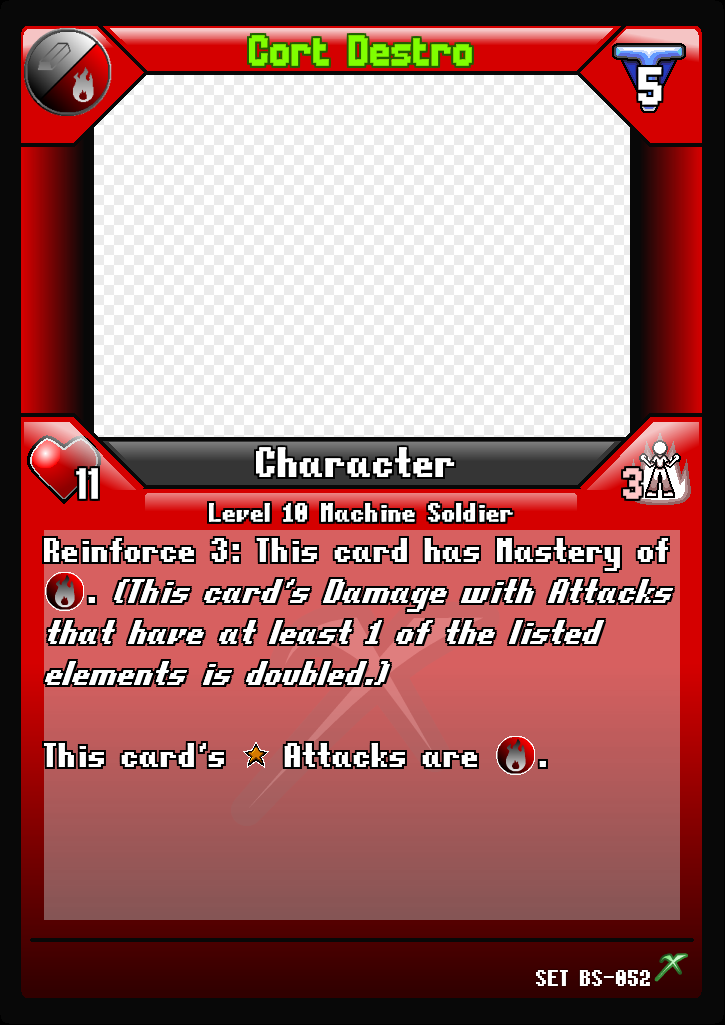 Cort Destro
5
Character
11
3
Level 10 Machine Soldier
Reinforce 3: This card has Mastery of
. (This card's Damage with Attacks
that have at least 1 of the listed
elements is doubled.)
This card's Attacks are .
SET BS-052